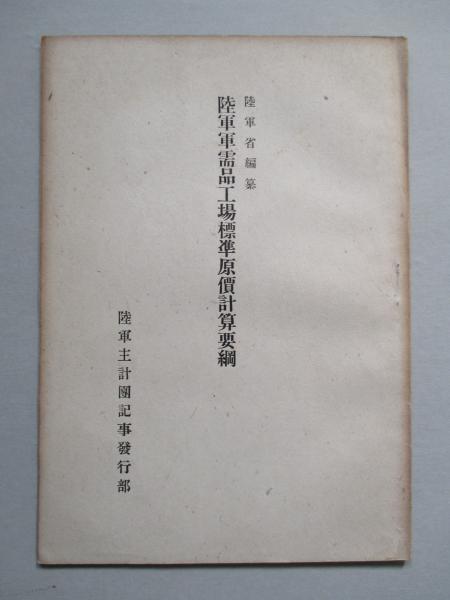 陸軍省編纂
陸軍軍需品工場標準原價計算要綱
陸軍主計團記事發行部